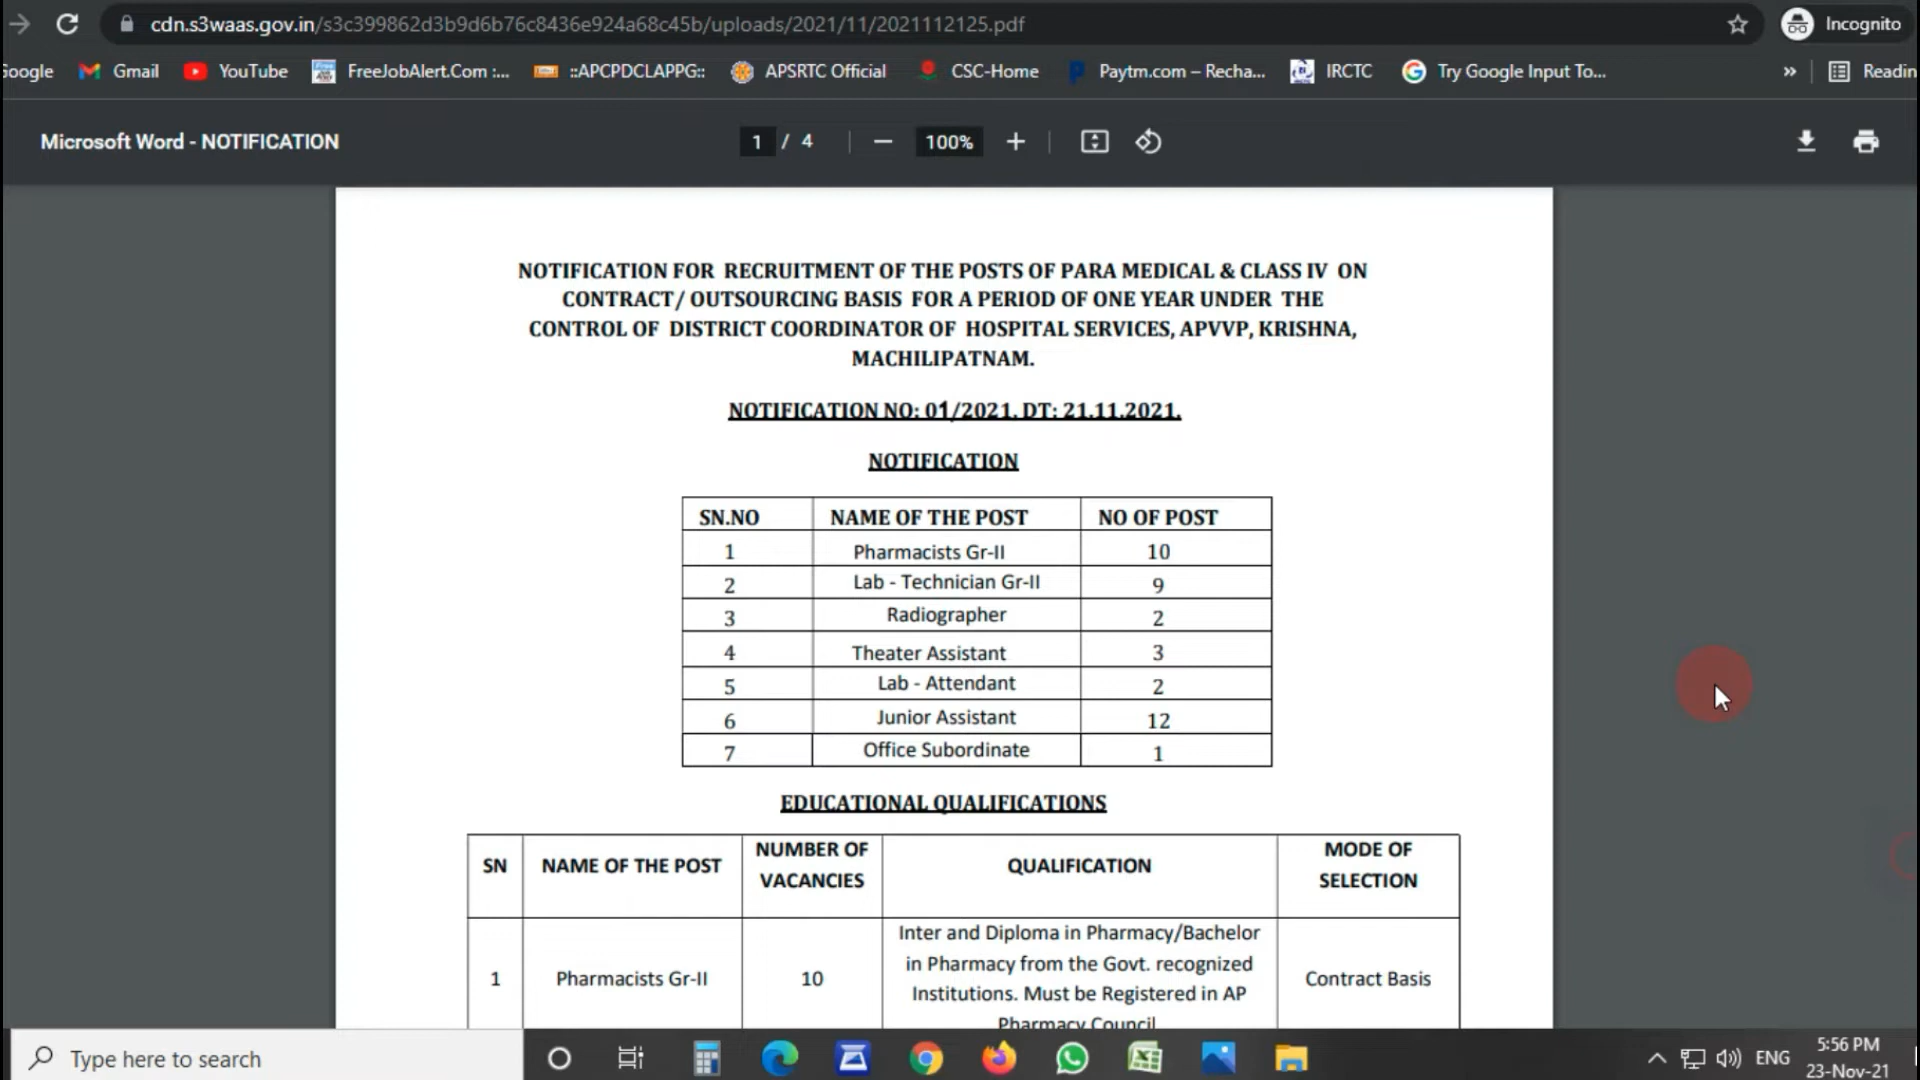 cdn.s3waas.gov.in/s3c399862d3b9d6b76c8436e924a68c45b/uploads/2021/11/2021112125.pdf
Incognito
Google
Gmail
YouTube
FreeJobAlert.Com :...
::APCPDCLAPPG::
APSRTC Official
CSC-Home
Paytm.com – Recha...
IRCTC
Try Google Input To...
»
Readin
Microsoft Word - NOTIFICATION
1 / 4
100%
NOTIFICATION FOR RECRUITMENT OF THE POSTS OF PARA MEDICAL & CLASS IV ON
CONTRACT/ OUTSOURCING BASIS FOR A PERIOD OF ONE YEAR UNDER THE
CONTROL OF DISTRICT COORDINATOR OF HOSPITAL SERVICES, APVVP, KRISHNA,
MACHILIPATNAM.
NOTIFICATION NO: 01/2021. DT: 21.11.2021.
NOTIFICATION
SN.NO NAME OF THE POST NO OF POST
1 Pharmacists Gr-II 10
2 Lab - Technician Gr-II 9
3 Radiographer 2
4 Theater Assistant 3
5 Lab - Attendant 2
6 Junior Assistant 12
7 Office Subordinate 1
EDUCATIONAL QUALIFICATIONS
SN NAME OF THE POST NUMBER OF VACANCIES QUALIFICATION MODE OF SELECTION
1 Pharmacists Gr-II 10 Inter and Diploma in Pharmacy/Bachelor
in Pharmacy from the Govt. recognized
Institutions. Must be Registered in AP
Pharmacy Council
Contract Basis
Type here to search
ENG
5:56 PM
23-Nov-21